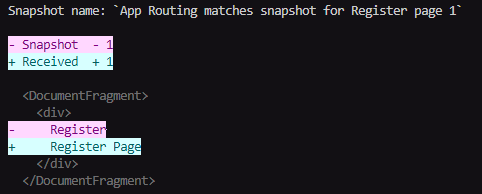 Snapshot name: `App Routing matches snapshot for Register page 1`
- Snapshot  - 1
+ Received  + 1
<DocumentFragment>
<div>
-     Register
+     Register Page
</div>
</DocumentFragment>